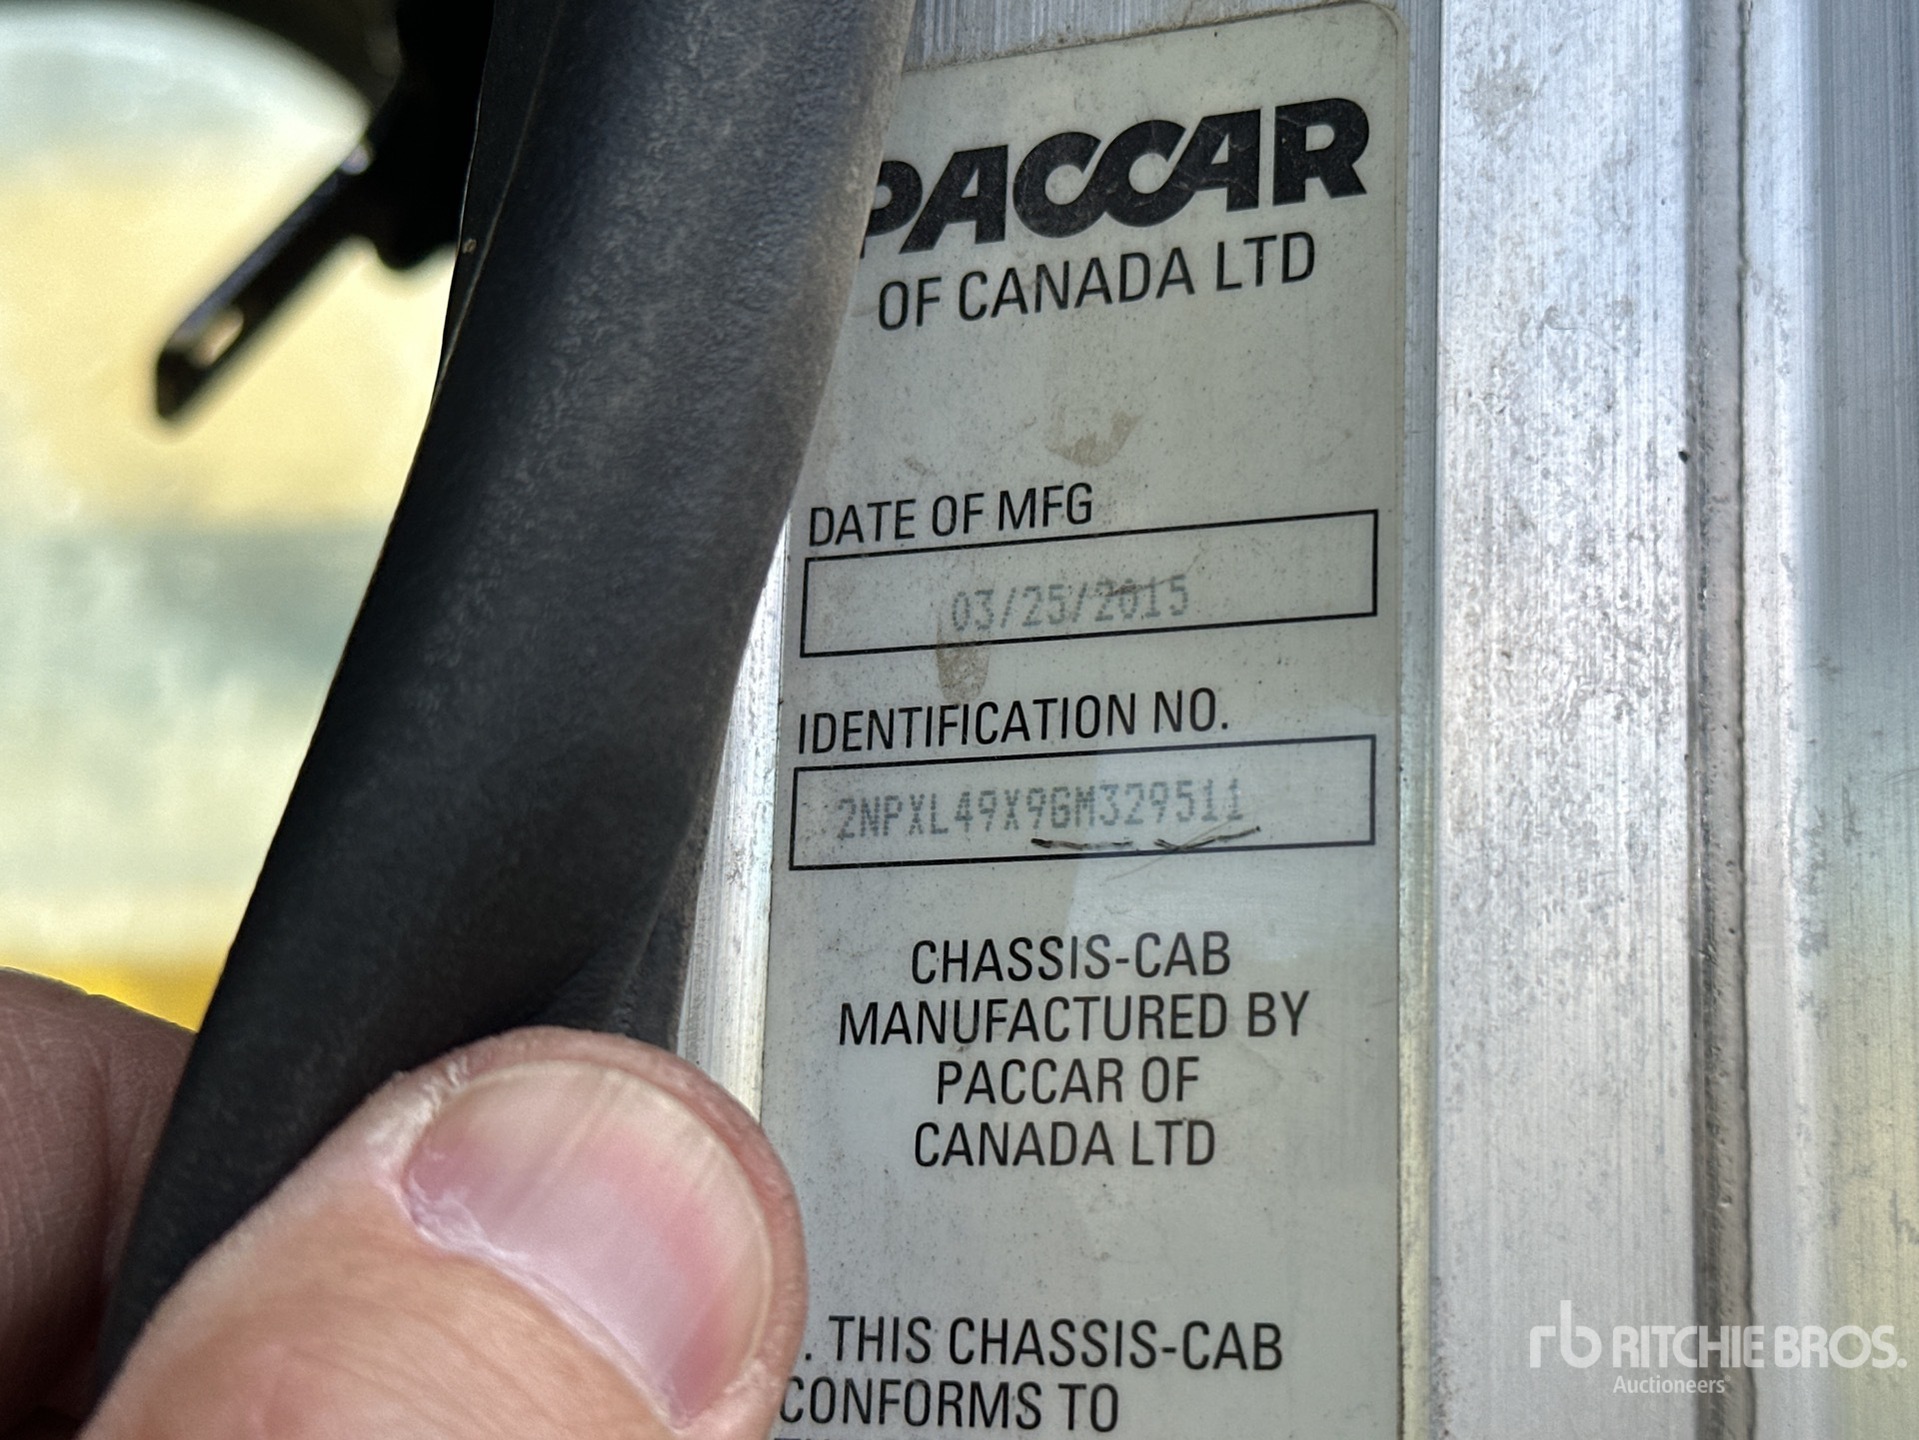 PACCAR
OF CANADA LTD
DATE OF MFG
03/25/2015
IDENTIFICATION NO.
2NPXL49X9GM329511
CHASSIS-CAB
MANUFACTURED BY
PACCAR OF
CANADA LTD
. THIS CHASSIS-CAB
CONFORMS TO
rb RITCHIE BROS.
Auctioneers